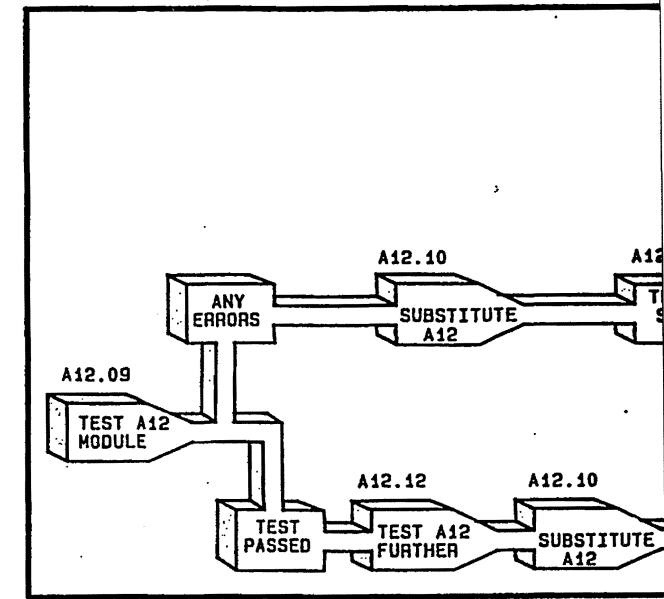 A12.10
A12
ANY
ERRORS
SUBSTITUTE
A12
A12.09
TEST A12
MODULE
A12.12
A12.10
TEST
PASSED
TEST A12
FURTHER
SUBSTITUTE
A12